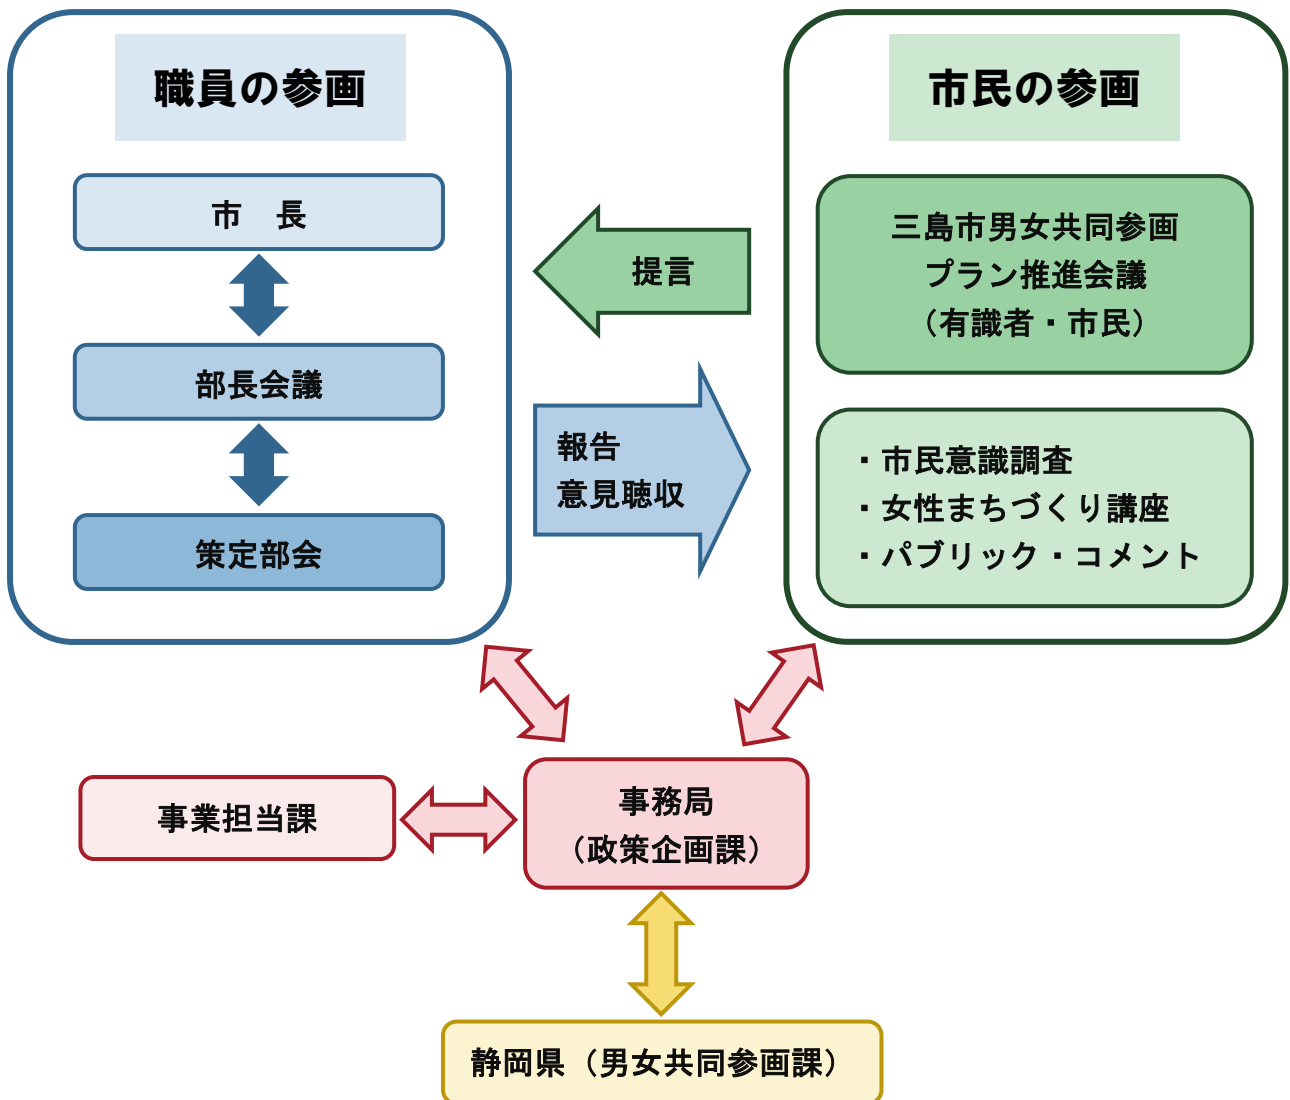 職員の参画
市　長
部長会議
策定部会
提言
報告
意見聴収
市民の参画
三島市男女共同参画
プラン推進会議
（有識者・市民）
・市民意識調査
・女性まちづくり講座
・パブリック・コメント
事業担当課
事務局
（政策企画課）
静岡県（男女共同参画課）